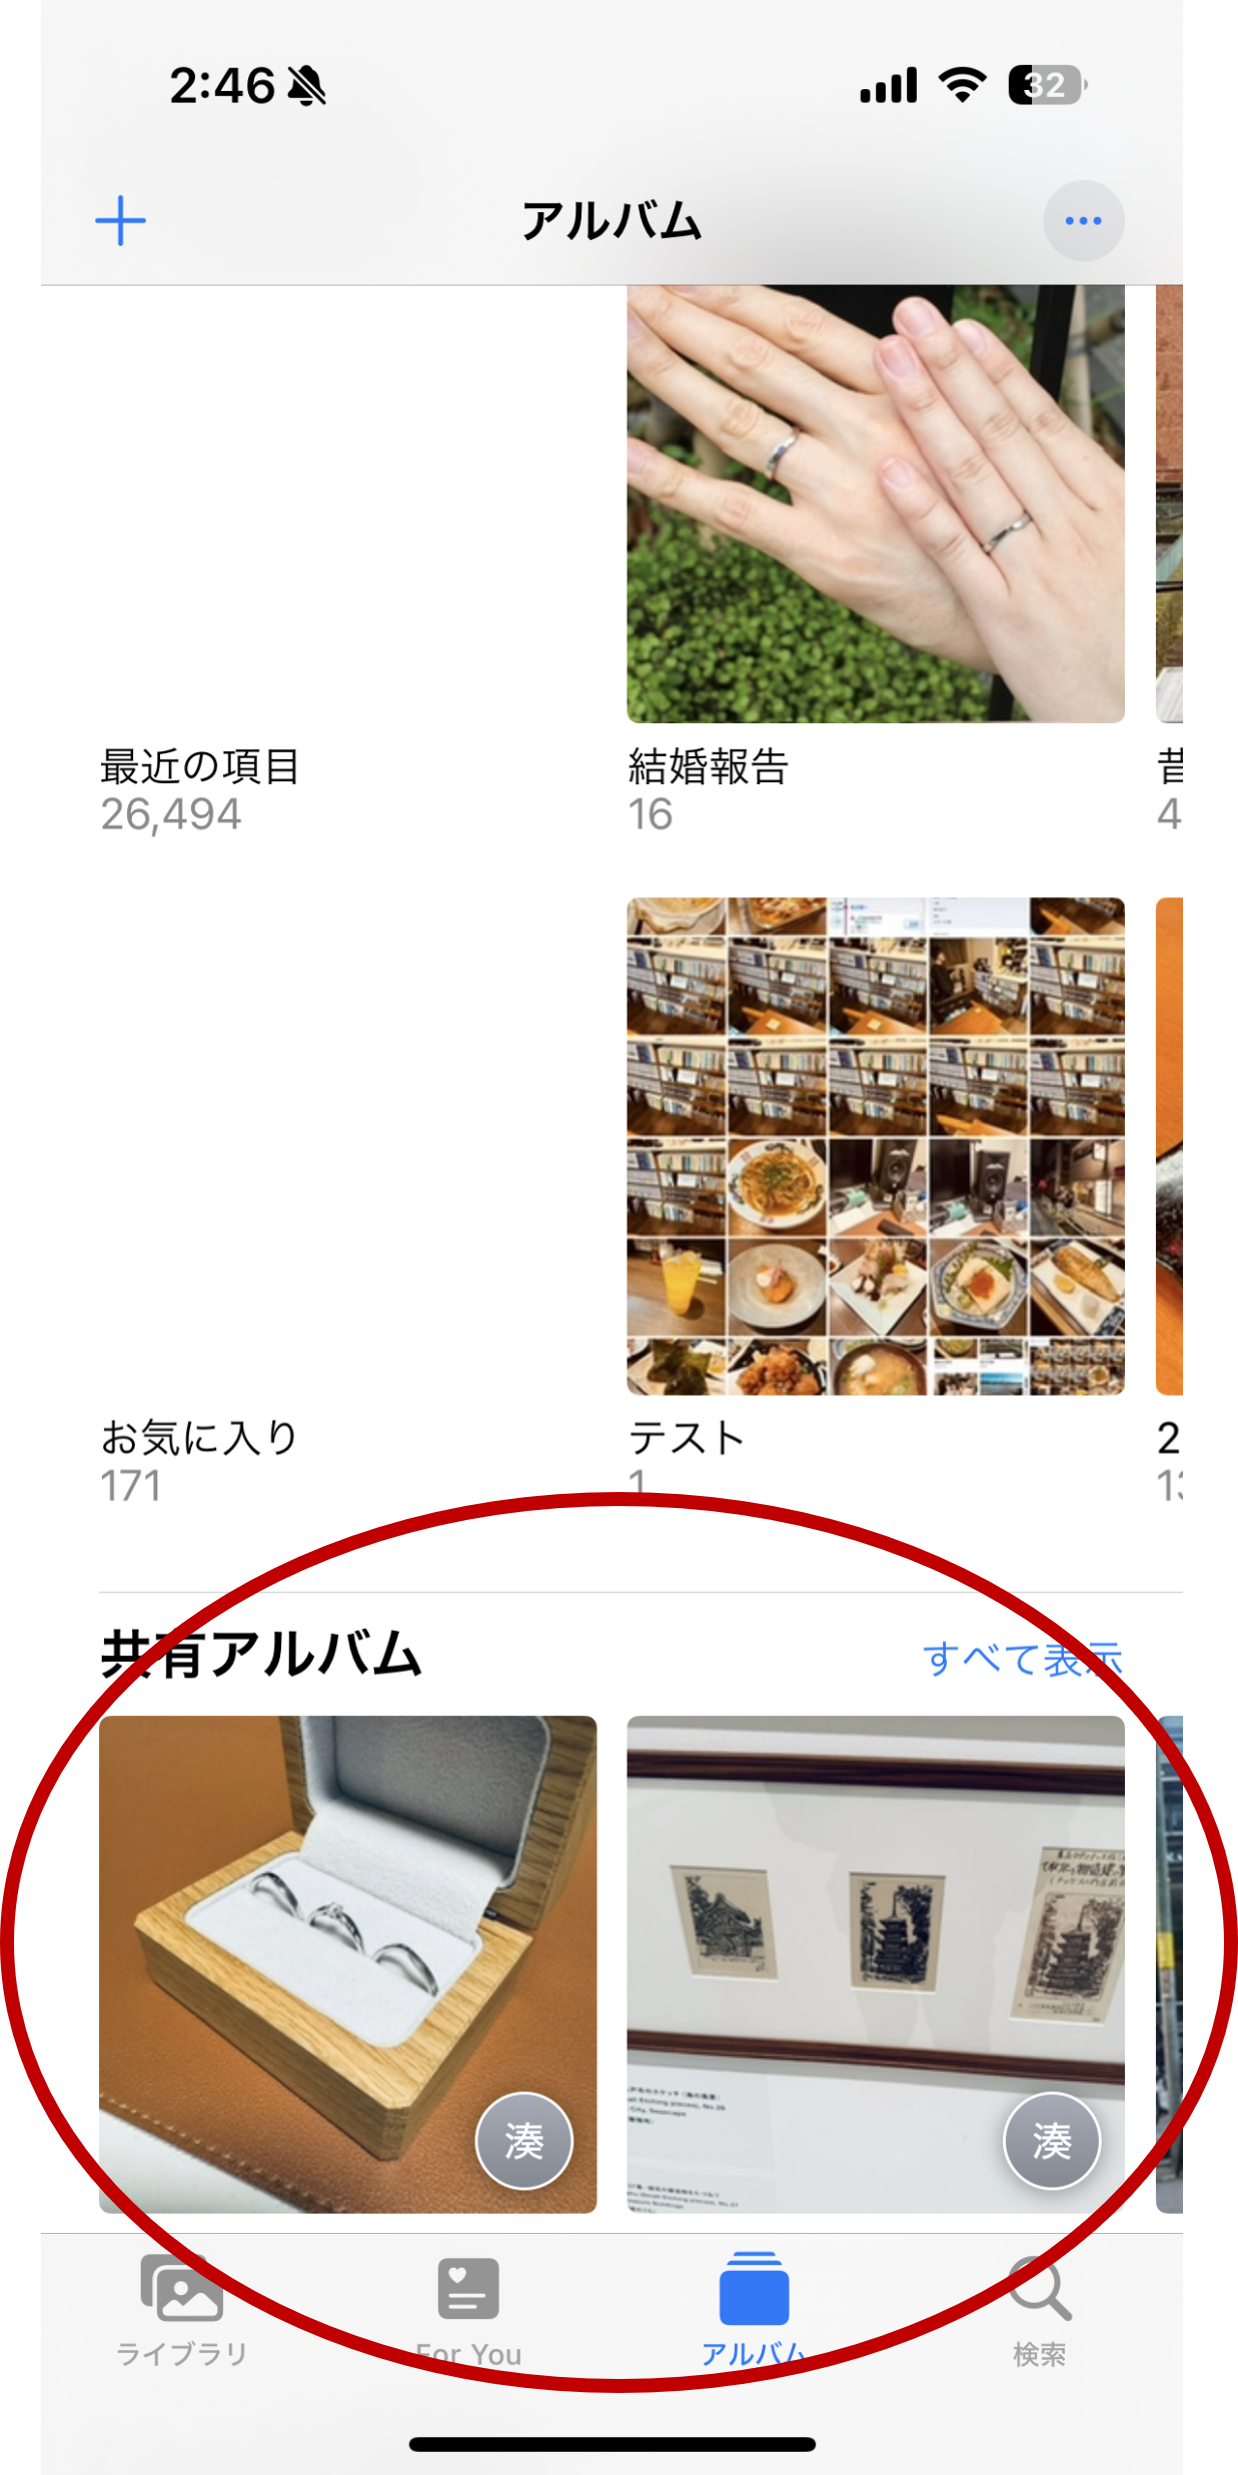 2:46
32
アルバム
最近の項目
結婚報告
昔
26,494
16
4
お気に入り
テスト
2
171
1
13
共有アルバム
すべて表示
湊
湊
ライブラリ
For You
アルバム
検索